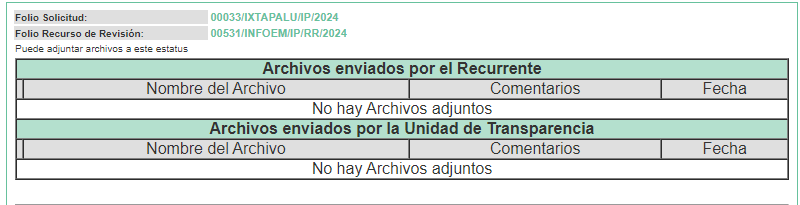 Folio Solicitud: 00033/IXTAPALU/IP/2024
Folio Recurso de Revisión: 00531/INFOEM/IP/RR/2024
Puede adjuntar archivos a este estatus
Archivos enviados por el Recurrente
Nombre del Archivo Comentarios Fecha
No hay Archivos adjuntos
Archivos enviados por la Unidad de Transparencia
Nombre del Archivo Comentarios Fecha
No hay Archivos adjuntos